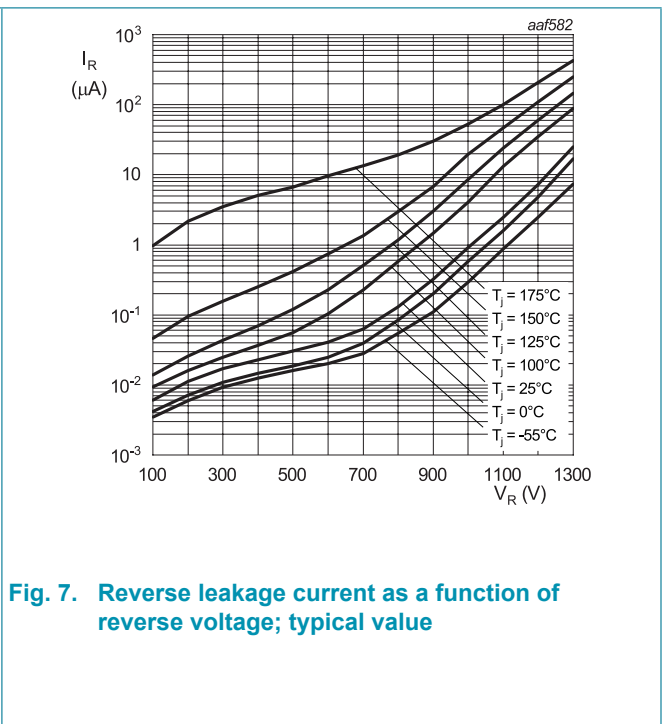 aaf582
10³
I_R
(μA)
10²
10
1
10⁻¹
10⁻²
10⁻³
T_j = 175°C
T_j = 150°C
T_j = 125°C
T_j = 100°C
T_j = 25°C
T_j = 0°C
T_j = -55°C
100 300 500 700 900 1100 1300
V_R (V)
Fig. 7. Reverse leakage current as a function of
reverse voltage; typical value